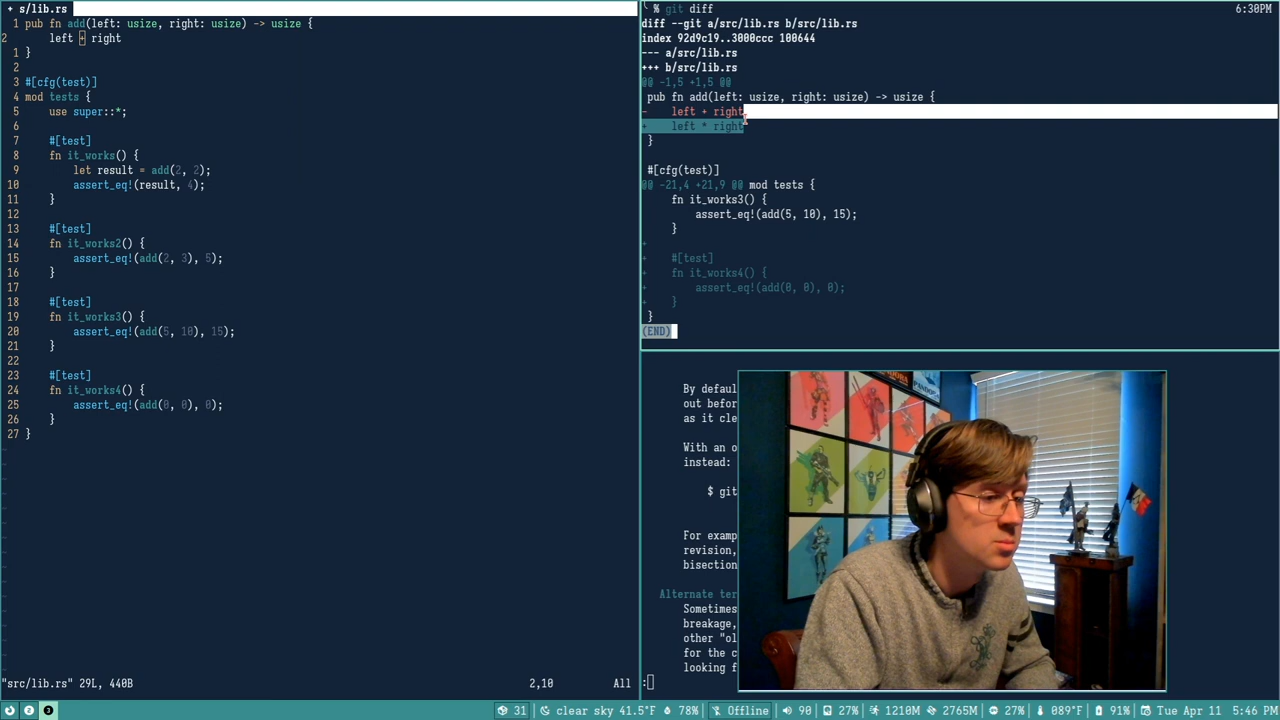 + s/lib.rs
1 pub fn add(left: usize, right: usize) -> usize {
2 left + right
1 }
2
3 #[cfg(test)]
4 mod tests {
5 use super::*;
6
7 #[test]
8 fn it_works() {
9 let result = add(2, 2);
10 assert_eq!(result, 4);
11 }
12
13 #[test]
14 fn it_works2() {
15 assert_eq!(add(2, 3), 5);
16 }
17
18 #[test]
19 fn it_works3() {
20 assert_eq!(add(5, 10), 15);
21 }
22
23 #[test]
24 fn it_works4() {
25 assert_eq!(add(0, 0), 0);
26 }
27 }
"src/lib.rs" 29L, 440B 2,10 All
% git diff 6:30PM
diff --git a/src/lib.rs b/src/lib.rs
index 92d9c19..3000ccc 100644
--- a/src/lib.rs
+++ b/src/lib.rs
@@ -1,5 +1,5 @@
pub fn add(left: usize, right: usize) -> usize {
- left + right
+ left * right
}
#[cfg(test)]
@@ -21,4 +21,9 @@ mod tests {
fn it_works3() {
assert_eq!(add(5, 10), 15);
}
+
+ #[test]
+ fn it_works4() {
+ assert_eq!(add(0, 0), 0);
+ }
}
(END)
By defaul
out befor
as it cle
With an o
instead:
$ git
For examp
revision,
bisection
Alternate ter
Sometimes
breakage,
other "ol
for the c
looking f
:
2 3 31 clear sky 41.5°F 78% Offline 90 27% 1210M 2765M 27% 089°F 91% Tue Apr 11 5:46 PM